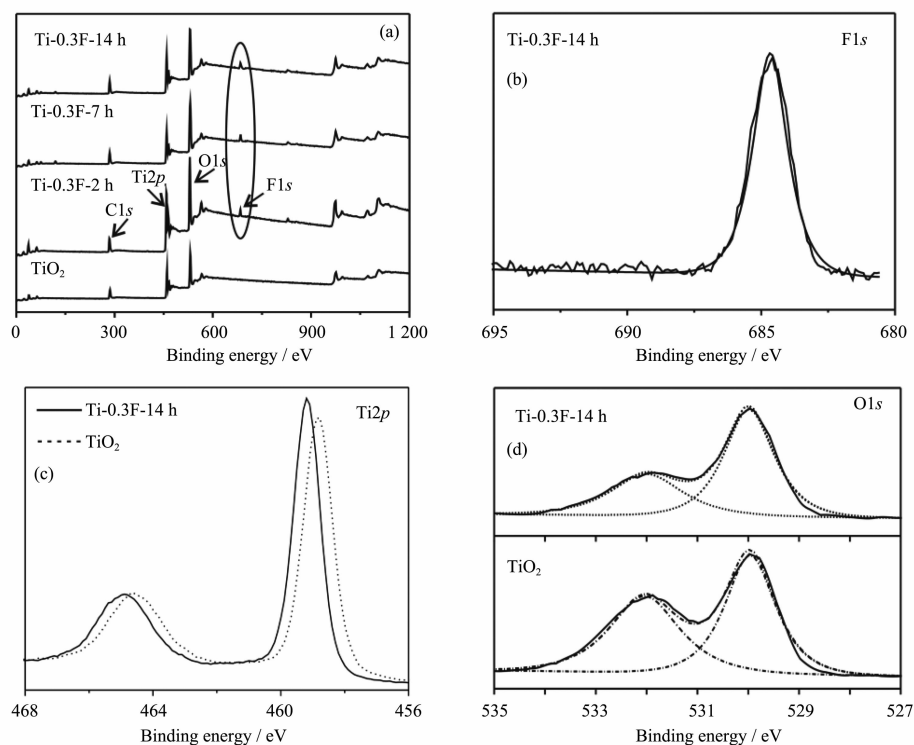 Ti-0.3F-14 h
(a)
Ti-0.3F-7 h
O1s
Ti2p
Ti-0.3F-2 h
F1s
C1s
TiO2
0 300 600 900 1 200
Binding energy / eV
Ti-0.3F-14 h F1s
(b)
695 690 685 680
Binding energy / eV
Ti-0.3F-14 h Ti2p
TiO2
(c)
468 464 460 456
Binding energy / eV
O1s
Ti-0.3F-14 h
(d)
TiO2
535 533 531 529 527
Binding energy / eV